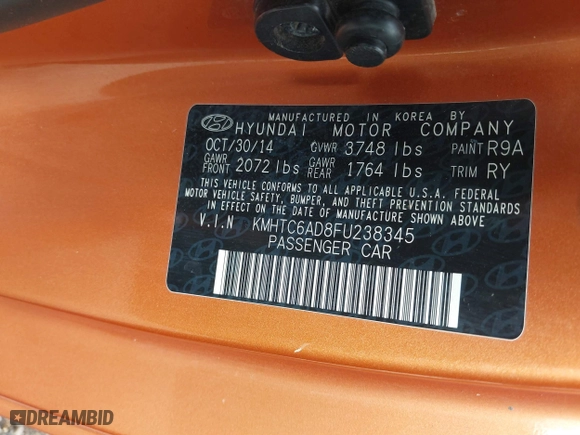 MANUFACTURED IN KOREA BY
HYUNDAI MOTOR COMPANY
OCT/30/14 GVWR 3748 lbs PAINT R9A
GAWR FRONT 2072 lbs GAWR REAR 1764 lbs TRIM RY
THIS VEHICLE CONFORMS TO ALL APPLICABLE U.S.A. FEDERAL
MOTOR VEHICLE SAFETY, BUMPER, AND THEFT PREVENTION STANDARDS
IN EFFECT ON THE DATE OF MANUFACTURE SHOWN ABOVE.
V.I.N KMHTC6AD8FU238345
PASSENGER CAR
DREAMBID